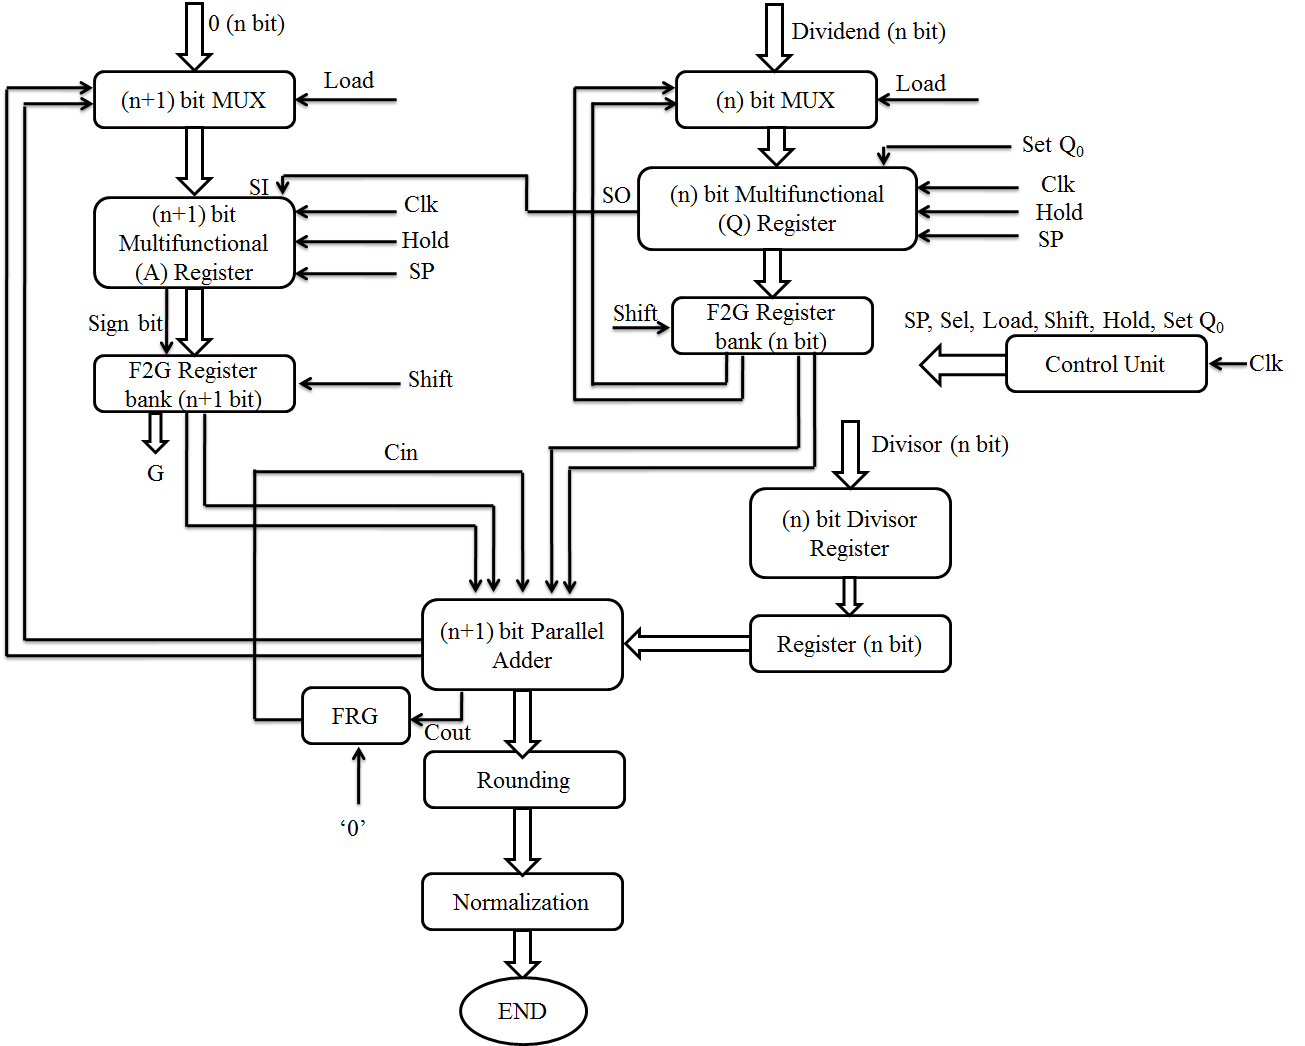 0 (n bit)
Dividend (n bit)
(n+1) bit MUX
Load
(n) bit MUX
Load
Set Q0
SI
SO
(n+1) bit
Multifunctional
(A) Register
Clk
Hold
SP
(n) bit Multifunctional
(Q) Register
Clk
Hold
SP
Sign bit
Shift
F2G Register
bank (n bit)
SP, Sel, Load, Shift, Hold, Set Q0
Control Unit
Clk
F2G Register
bank (n+1 bit)
Shift
G
Cin
Divisor (n bit)
(n) bit Divisor
Register
(n+1) bit Parallel
Adder
Register (n bit)
FRG
Cout
‘0’
Rounding
Normalization
END